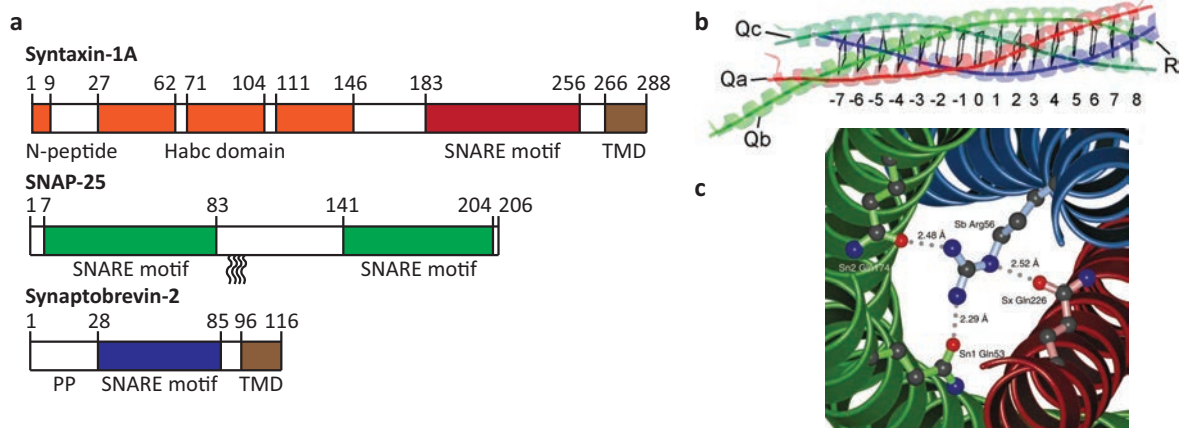 a
Syntaxin-1A
1 9 27 62 71 104 111 146 183 256 266 288
N-peptide Habc domain SNARE motif TMD
SNAP-25
1 7 83 141 204 206
SNARE motif SNARE motif
Synaptobrevin-2
1 28 85 96 116
PP SNARE motif TMD
b
Qc
R
Qa
-7 -6 -5 -4 -3 -2 -1 0 1 2 3 4 5 6 7 8
Qb
c
Sb Arg56
2.48 Å
Sn2 Gln174
2.52 Å
Sx Gln226
2.29 Å
Sn1 Gln53